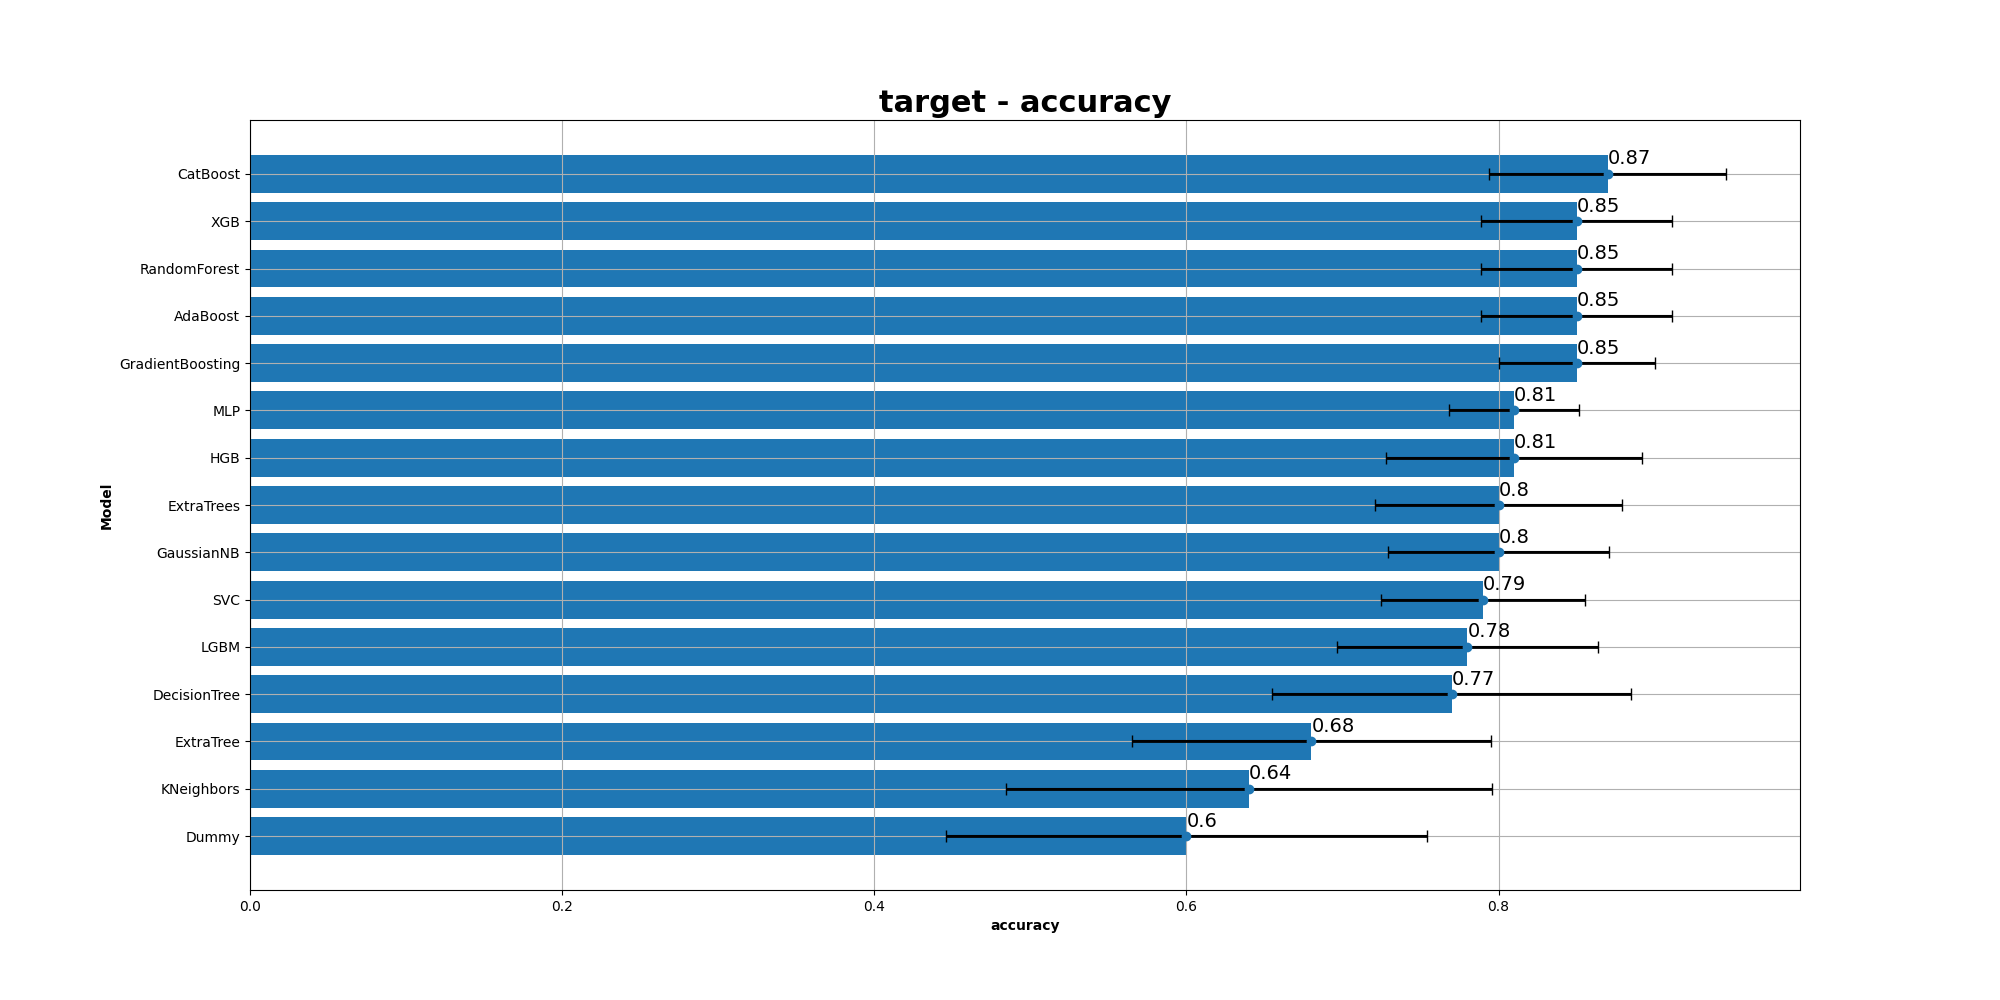 target - accuracy
CatBoost
0.87
XGB
0.85
RandomForest
0.85
AdaBoost
0.85
GradientBoosting
0.85
MLP
0.81
HGB
0.81
ExtraTrees
0.8
GaussianNB
0.8
SVC
0.79
LGBM
0.78
DecisionTree
0.77
ExtraTree
0.68
KNeighbors
0.64
Dummy
0.6
Model
0.0 0.2 0.4 0.6 0.8
accuracy